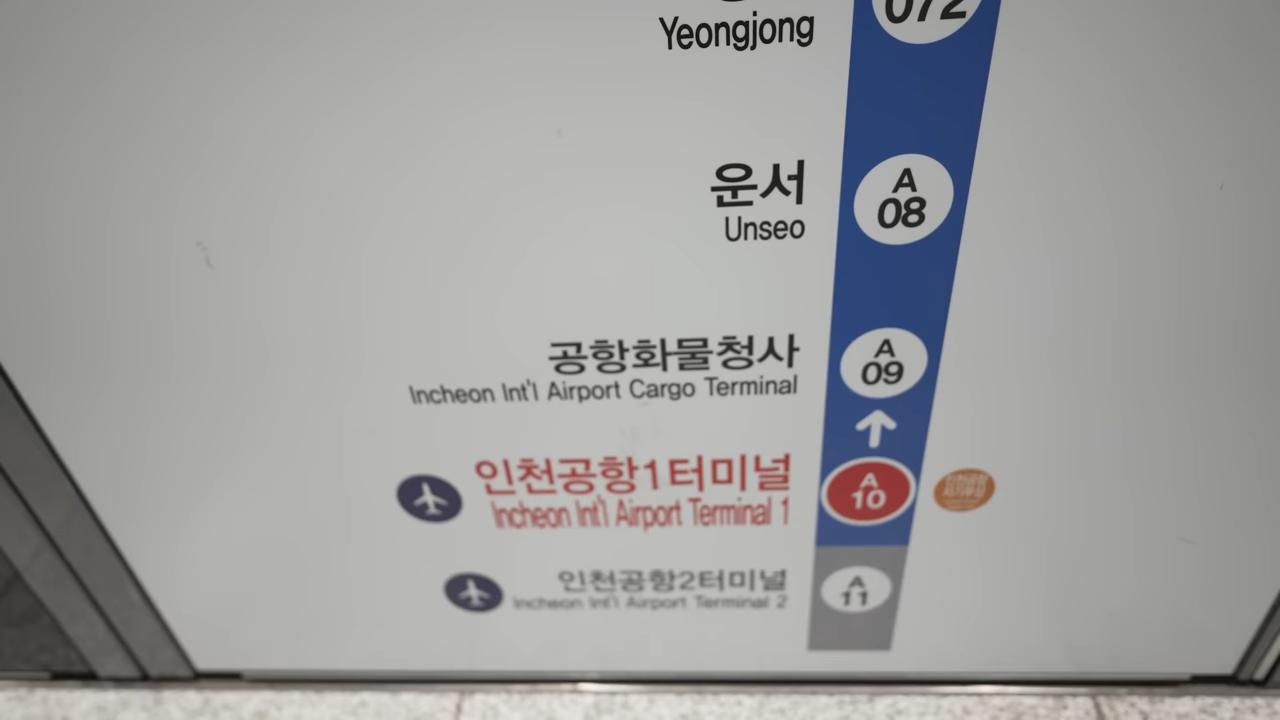 072
Yeongjong
운서
Unseo
A
08
공항화물청사
Incheon Int'l Airport Cargo Terminal
A
09
인천공항1터미널
Incheon Int'l Airport Terminal 1
A
10
인천공항2터미널
Incheon Int'l Airport Terminal 2
A
11